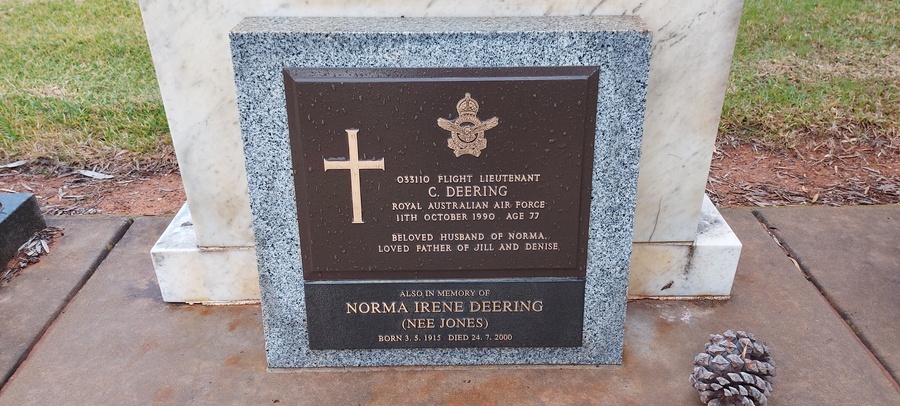 033110 FLIGHT LIEUTENANT
C. DEERING
ROYAL AUSTRALIAN AIR FORCE
11TH OCTOBER 1990 AGE 77
BELOVED HUSBAND OF NORMA.
LOVED FATHER OF JILL AND DENISE.
ALSO IN MEMORY OF
NORMA IRENE DEERING
(NEE JONES)
BORN 3. 5. 1915 DIED 24. 7. 2000